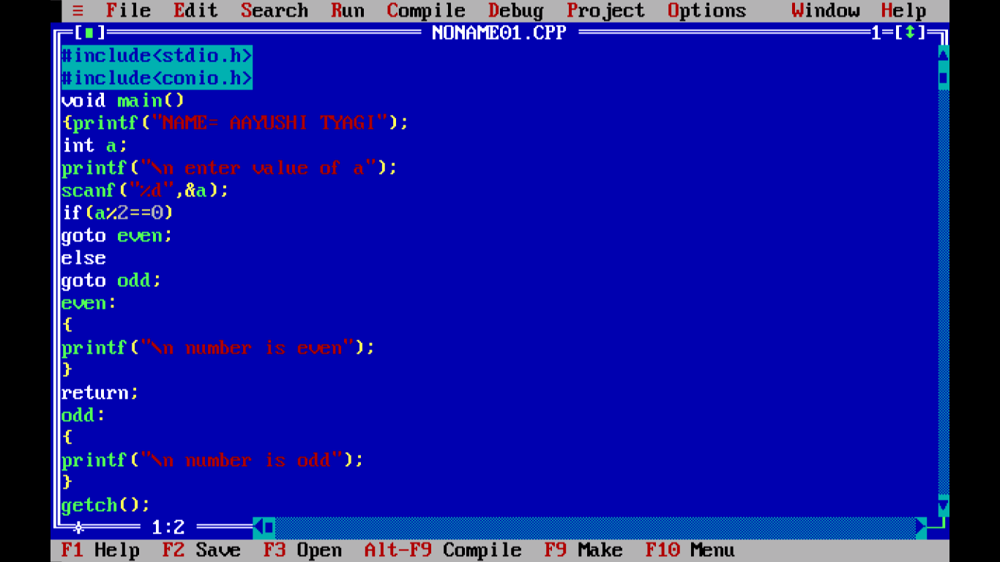 ≡ File Edit Search Run Compile Debug Project Options Window Help
[■] NONAME01.CPP 1=[↕]
#include<stdio.h>
#include<conio.h>
void main()
{printf("NAME= AAYUSHI TYAGI");
int a;
printf("\n enter value of a");
scanf("%d",&a);
if(a%2==0)
goto even;
else
goto odd;
even:
{
printf("\n number is even");
}
return;
odd:
{
printf("\n number is odd");
}
getch();
1:2
F1 Help F2 Save F3 Open Alt-F9 Compile F9 Make F10 Menu